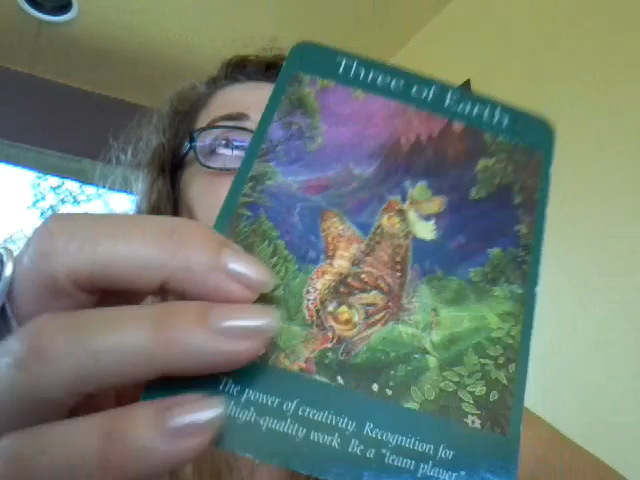 Three of Earth
The power of creativity. Recognition for
high-quality work. Be a "team player"